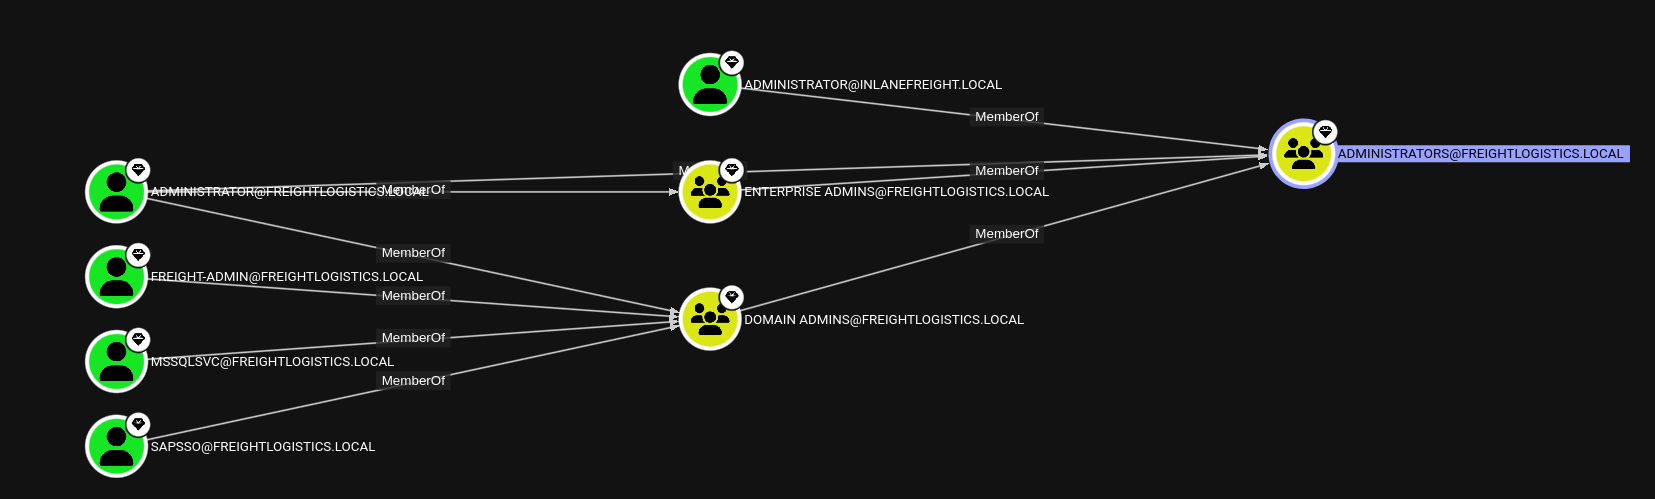 ADMINISTRATOR@INLANEFREIGHT.LOCAL
MemberOf
ADMINISTRATORS@FREIGHTLOGISTICS.LOCAL
MemberOf
ADMINISTRATOR@FREIGHTLOGISTICS.LOCAL
MemberOf
ENTERPRISE ADMINS@FREIGHTLOGISTICS.LOCAL
MemberOf
MemberOf
FREIGHT-ADMIN@FREIGHTLOGISTICS.LOCAL
MemberOf
DOMAIN ADMINS@FREIGHTLOGISTICS.LOCAL
MemberOf
MSSQLSVC@FREIGHTLOGISTICS.LOCAL
MemberOf
SAPSSO@FREIGHTLOGISTICS.LOCAL